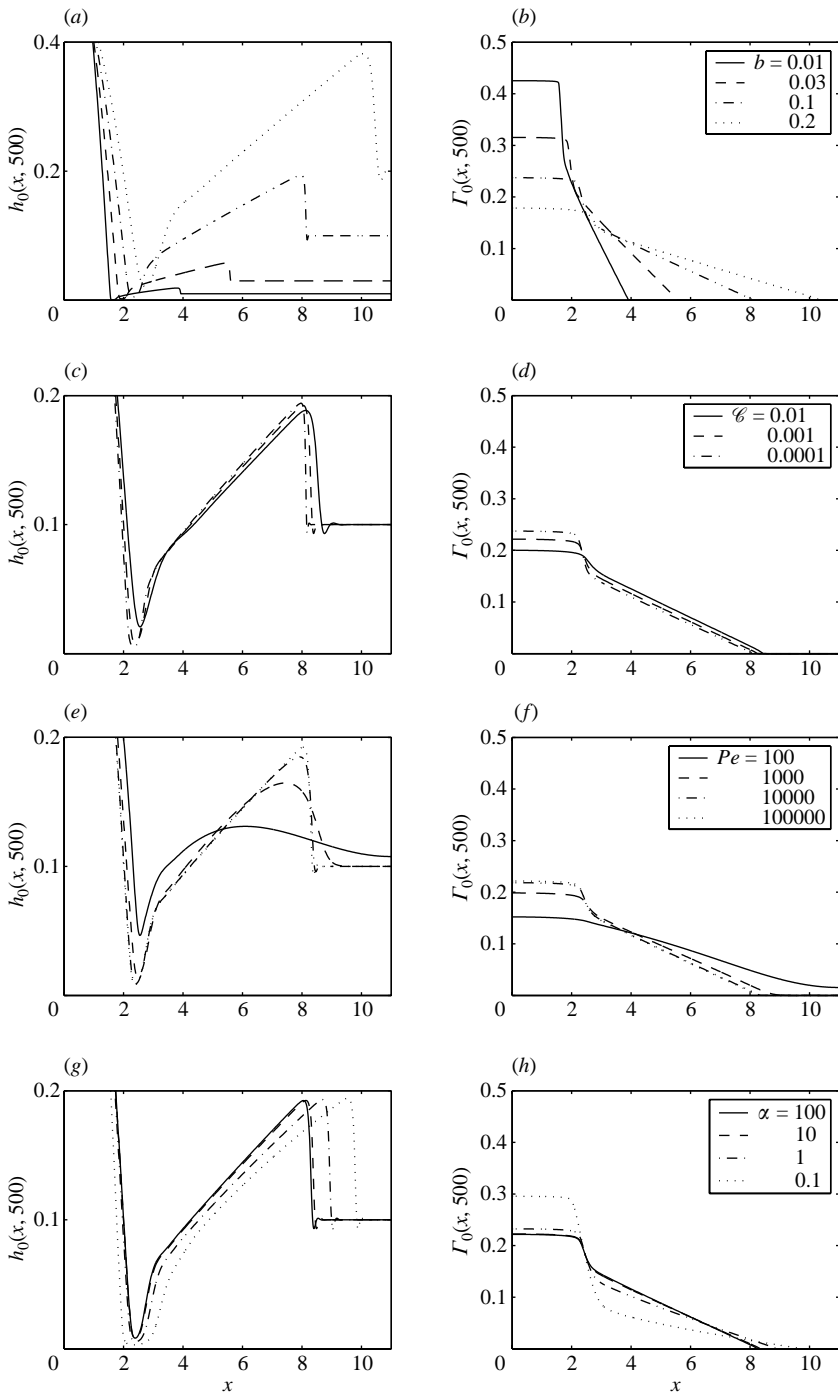 (a)
(b)
0.4
0.2
0
h₀(x, 500)
2 4 6 8 10
0.5
0.4
0.3
0.2
0.1
0
Γ₀(x, 500)
2 4 6 8 10
b = 0.01
0.03
0.1
0.2
(c)
(d)
0.2
0.1
0
h₀(x, 500)
2 4 6 8 10
0.5
0.4
0.3
0.2
0.1
0
Γ₀(x, 500)
2 4 6 8 10
𝒞 = 0.01
0.001
0.0001
(e)
(f)
0.2
0.1
0
h₀(x, 500)
2 4 6 8 10
0.5
0.4
0.3
0.2
0.1
0
Γ₀(x, 500)
2 4 6 8 10
Pe = 100
1000
10000
100000
(g)
(h)
0.2
0.1
0
h₀(x, 500)
2 4 6 8 10
x
0.5
0.4
0.3
0.2
0.1
0
Γ₀(x, 500)
2 4 6 8 10
x
α = 100
10
1
0.1